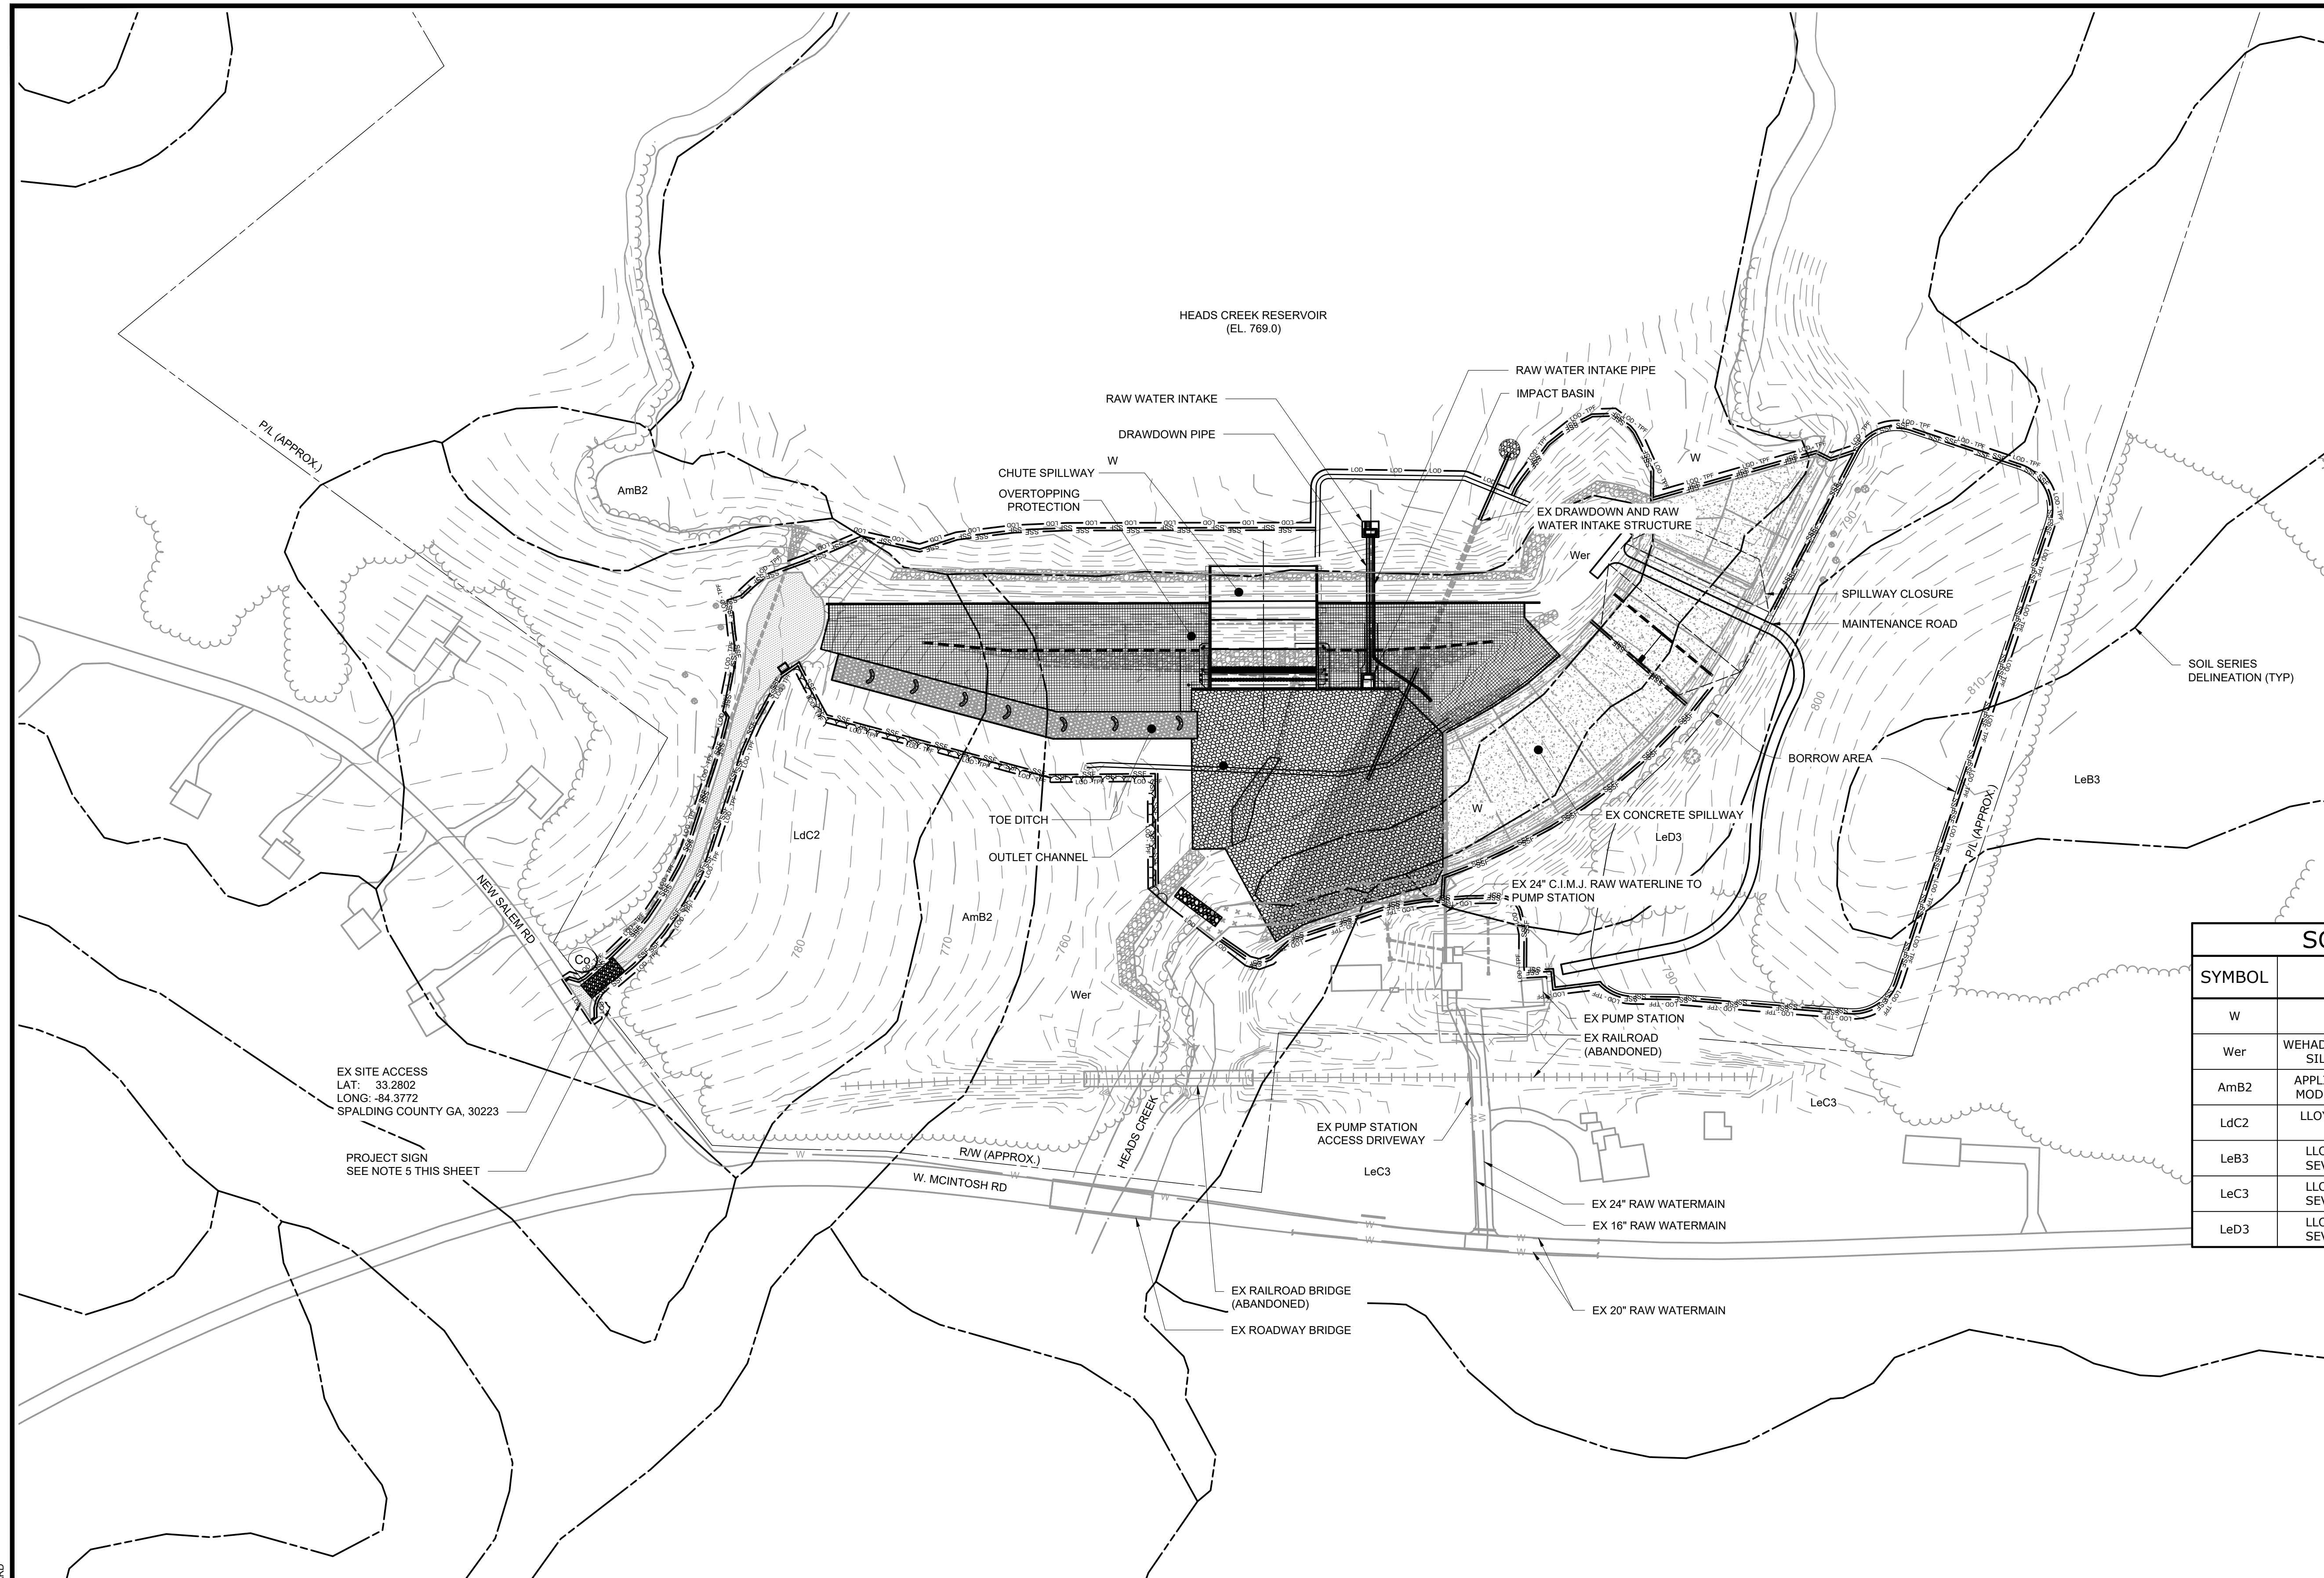 HEADS CREEK RESERVOIR
(EL. 769.0)
P/L (APPROX.)
RAW WATER INTAKE PIPE
IMPACT BASIN
RAW WATER INTAKE
DRAWDOWN PIPE
W
CHUTE SPILLWAY
OVERTOPPING
PROTECTION
AmB2
W
EX DRAWDOWN AND RAW
WATER INTAKE STRUCTURE
Wer
790
SPILLWAY CLOSURE
MAINTENANCE ROAD
SOIL SERIES
DELINEATION (TYP)
810
800
BORROW AREA
LeB3
P/L (APPROX.)
W
EX CONCRETE SPILLWAY
LeD3
TOE DITCH
LdC2
OUTLET CHANNEL
EX 24" C.I.M.J. RAW WATERLINE TO
PUMP STATION
NEW SALEM RD
AmB2
780
770
760
Co
Wer
790
EX PUMP STATION
EX RAILROAD
(ABANDONED)
EX SITE ACCESS
LAT: 33.2802
LONG: -84.3772
SPALDING COUNTY GA, 30223
PROJECT SIGN
SEE NOTE 5 THIS SHEET
HEADS CREEK
R/W (APPROX.)
W. MCINTOSH RD
EX PUMP STATION
ACCESS DRIVEWAY
LeC3
LeC3
EX 24" RAW WATERMAIN
EX 16" RAW WATERMAIN
EX RAILROAD BRIDGE
(ABANDONED)
EX ROADWAY BRIDGE
EX 20" RAW WATERMAIN
SYMBOL
W
Wer
AmB2
LdC2
LeB3
LeC3
LeD3